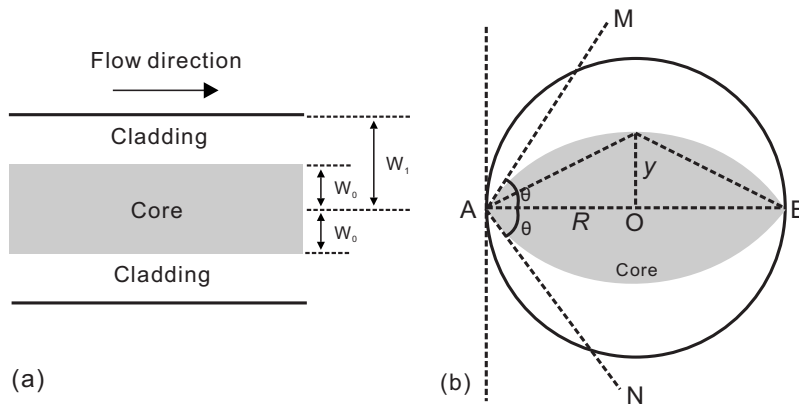 Flow direction
Cladding
Core
Cladding
W0
W0
W1
(a)
M
A
B
θ
θ
y
R
O
Core
N
(b)